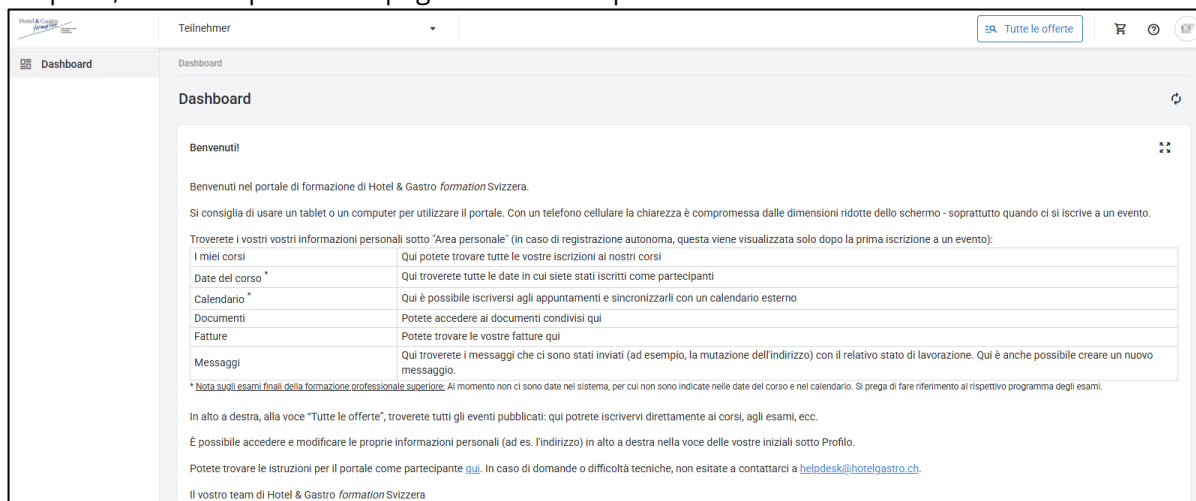 Hotel & Gastro
formation
Teilnehmer
Tutte le offerte
Dashboard
Dashboard
Dashboard
Benvenuti!
Benvenuti nel portale di formazione di Hotel & Gastro formation Svizzera.
Si consiglia di usare un tablet o un computer per utilizzare il portale. Con un telefono cellulare la chiarezza è compromessa dalle dimensioni ridotte dello schermo - soprattutto quando ci si iscrive a un evento.
Troverete i vostri vostri informazioni personali sotto "Area personale" (in caso di registrazione autonoma, questa viene visualizzata solo dopo la prima iscrizione a un evento):
I miei corsi Qui potete trovare tutte le vostre iscrizioni ai nostri corsi
Date del corso * Qui troverete tutte le date in cui siete stati iscritti come partecipanti
Calendario * Qui è possibile iscriversi agli appuntamenti e sincronizzarli con un calendario esterno
Documenti Potete accedere ai documenti condivisi qui
Fatture Potete trovare le vostre fatture qui
Messaggi Qui troverete i messaggi che ci sono stati inviati (ad esempio, la mutazione dell'indirizzo) con il relativo stato di lavorazione. Qui è anche possibile creare un nuovo
messaggio.
* Nota sugli esami finali della formazione professionale superiore: Al momento non ci sono date nel sistema, per cui non sono indicate nelle date del corso e nel calendario. Si prega di fare riferimento al rispettivo programma degli esami.
In alto a destra, alla voce “Tutte le offerte”, troverete tutti gli eventi pubblicati: qui potrete iscrivervi direttamente ai corsi, agli esami, ecc.
È possibile accedere e modificare le proprie informazioni personali (ad es. l'indirizzo) in alto a destra nella voce delle vostre iniziali sotto Profilo.
Potete trovare le istruzioni per il portale come partecipante qui. In caso di domande o difficoltà tecniche, non esitate a contattarci a helpdesk@hotelgastro.ch.
Il vostro team di Hotel & Gastro formation Svizzera